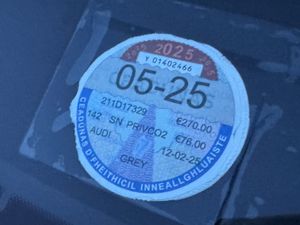 2025
Y 01402466
05-25
211D17329 €270.00
142 SN PRIVCO2 €76.00
AUDI 12-02-25
GREY
CEADÚNAS D'FHEITHICIL INNEALLGHLUAISTE